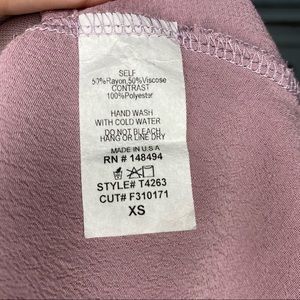 SELF
50%Rayon 50%Viscose
CONTRAST
100%Polyester
HAND WASH
WITH COLD WATER
DO NOT BLEACH
HANG OR LINE DRY
MADE IN U.S.A
RN # 148494
STYLE# T4263
CUT# F310171
XS